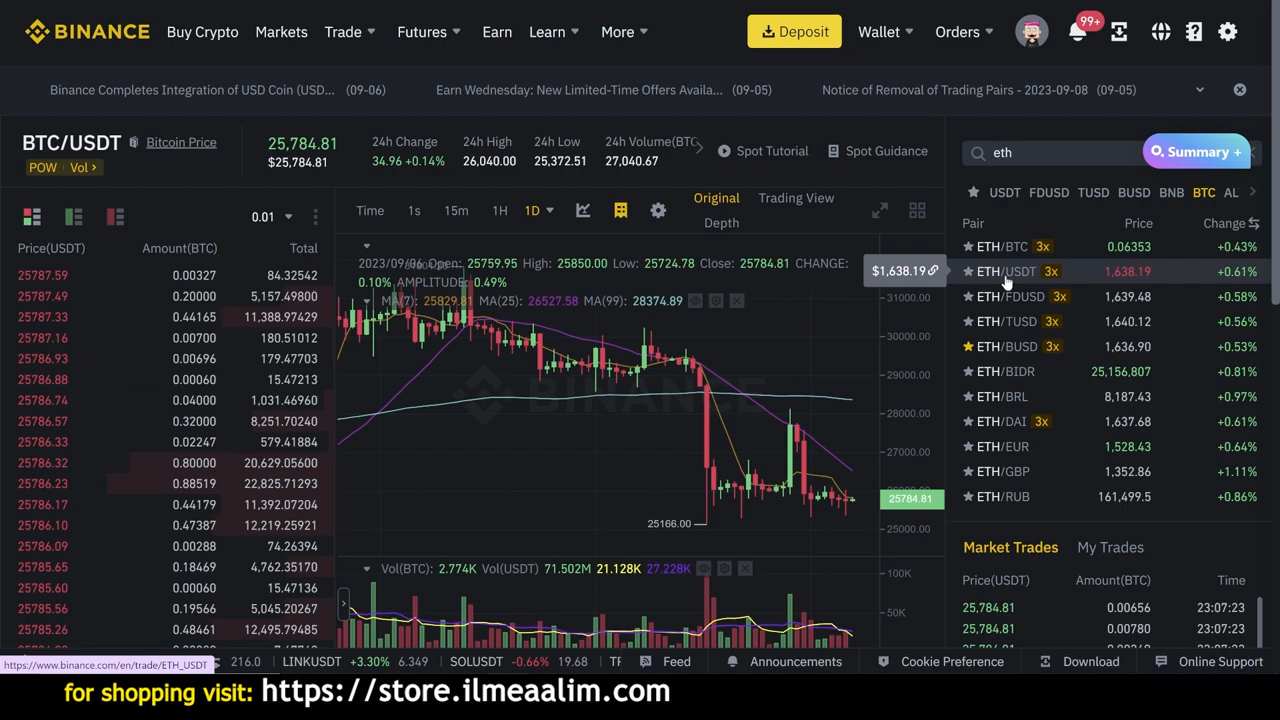 BINANCE Buy Crypto Markets Trade Futures Earn Learn More Deposit Wallet Orders 99+
Binance Completes Integration of USD Coin (USD... (09-06) Earn Wednesday: New Limited-Time Offers Availa... (09-05) Notice of Removal of Trading Pairs - 2023-09-08 (09-05)
BTC/USDT Bitcoin Price
POW Vol >
25,784.81
$25,784.81
24h Change
34.96 +0.14%
24h High
26,040.00
24h Low
25,372.51
24h Volume(BTC
27,040.67
Spot Tutorial
Spot Guidance
0.01
Price(USDT) Amount(BTC) Total
25787.59 0.00327 84.32542
25787.49 0.20000 5,157.49800
25787.33 0.44165 11,388.97429
25787.16 0.00700 180.51012
25786.93 0.00696 179.47703
25786.88 0.00060 15.47213
25786.74 0.04000 1,031.46960
25786.57 0.32000 8,251.70240
25786.33 0.02247 579.41884
25786.32 0.80000 20,629.05600
25786.23 0.88519 22,825.71293
25786.17 0.44179 11,392.07204
25786.10 0.47387 12,219.25921
25786.09 0.00288 74.26394
25785.65 0.18469 4,762.35170
25785.60 0.00060 15.47136
25785.56 0.19566 5,045.20267
25785.26 0.48461 12,495.79485
Time 1s 15m 1H 1D
Original Trading View
Depth
2023/09/06 Open: 25759.95 High: 25850.00 Low: 25724.78 Close: 25784.81 CHANGE:
0.10% AMPLITUDE: 0.49%
MA(7): 25829.81 MA(25): 26527.58 MA(99): 28374.89
31000.00
30000.00
29000.00
28000.00
27000.00
25784.81
25000.00
25166.00
BINANCE
Vol(BTC): 2.774K Vol(USDT) 71.502M 21.128K 27.228K
100K
50K
eth
Summary +
USDT FDUSD TUSD BUSD BNB BTC AL
Pair Price Change
ETH/BTC 3x 0.06353 +0.43%
ETH/USDT 3x 1,638.19 +0.61%
$1,638.19
ETH/FDUSD 3x 1,639.48 +0.58%
ETH/TUSD 3x 1,640.12 +0.56%
ETH/BUSD 3x 1,636.90 +0.53%
ETH/BIDR 25,156,807 +0.81%
ETH/BRL 8,187.43 +0.97%
ETH/DAI 3x 1,637.68 +0.61%
ETH/EUR 1,528.43 +0.64%
ETH/GBP 1,352.86 +1.11%
ETH/RUB 161,499.5 +0.86%
Market Trades My Trades
Price(USDT) Amount(BTC) Time
25,784.81 0.00656 23:07:23
25,784.81 0.00780 23:07:23
https://www.binance.com/en/trade/ETH_USDT
216.0 LINKUSDT +3.30% 6.349 SOLUSDT -0.66% 19.68 Feed Announcements Cookie Preference Download Online Support
for shopping visit: https://store.ilmeaalim.com